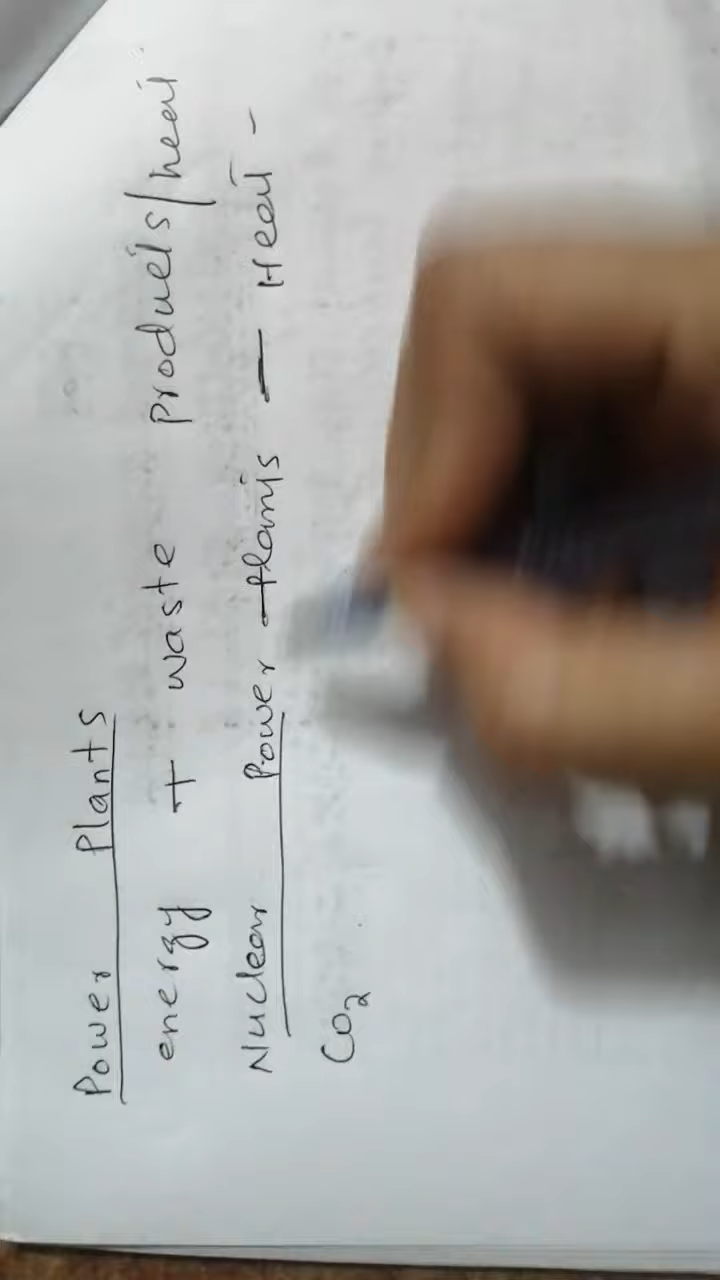 Power Plants
energy + waste products/heat
Nuclear Power Plants — Heat -
CO2